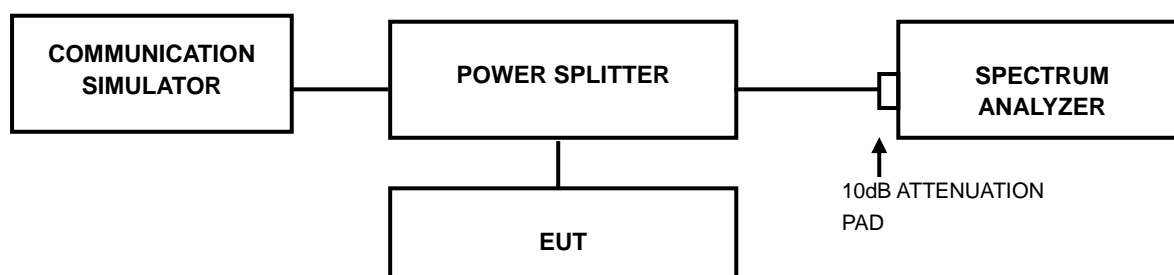 COMMUNICATION
SIMULATOR
POWER SPLITTER
SPECTRUM
ANALYZER
10dB ATTENUATION
PAD
EUT